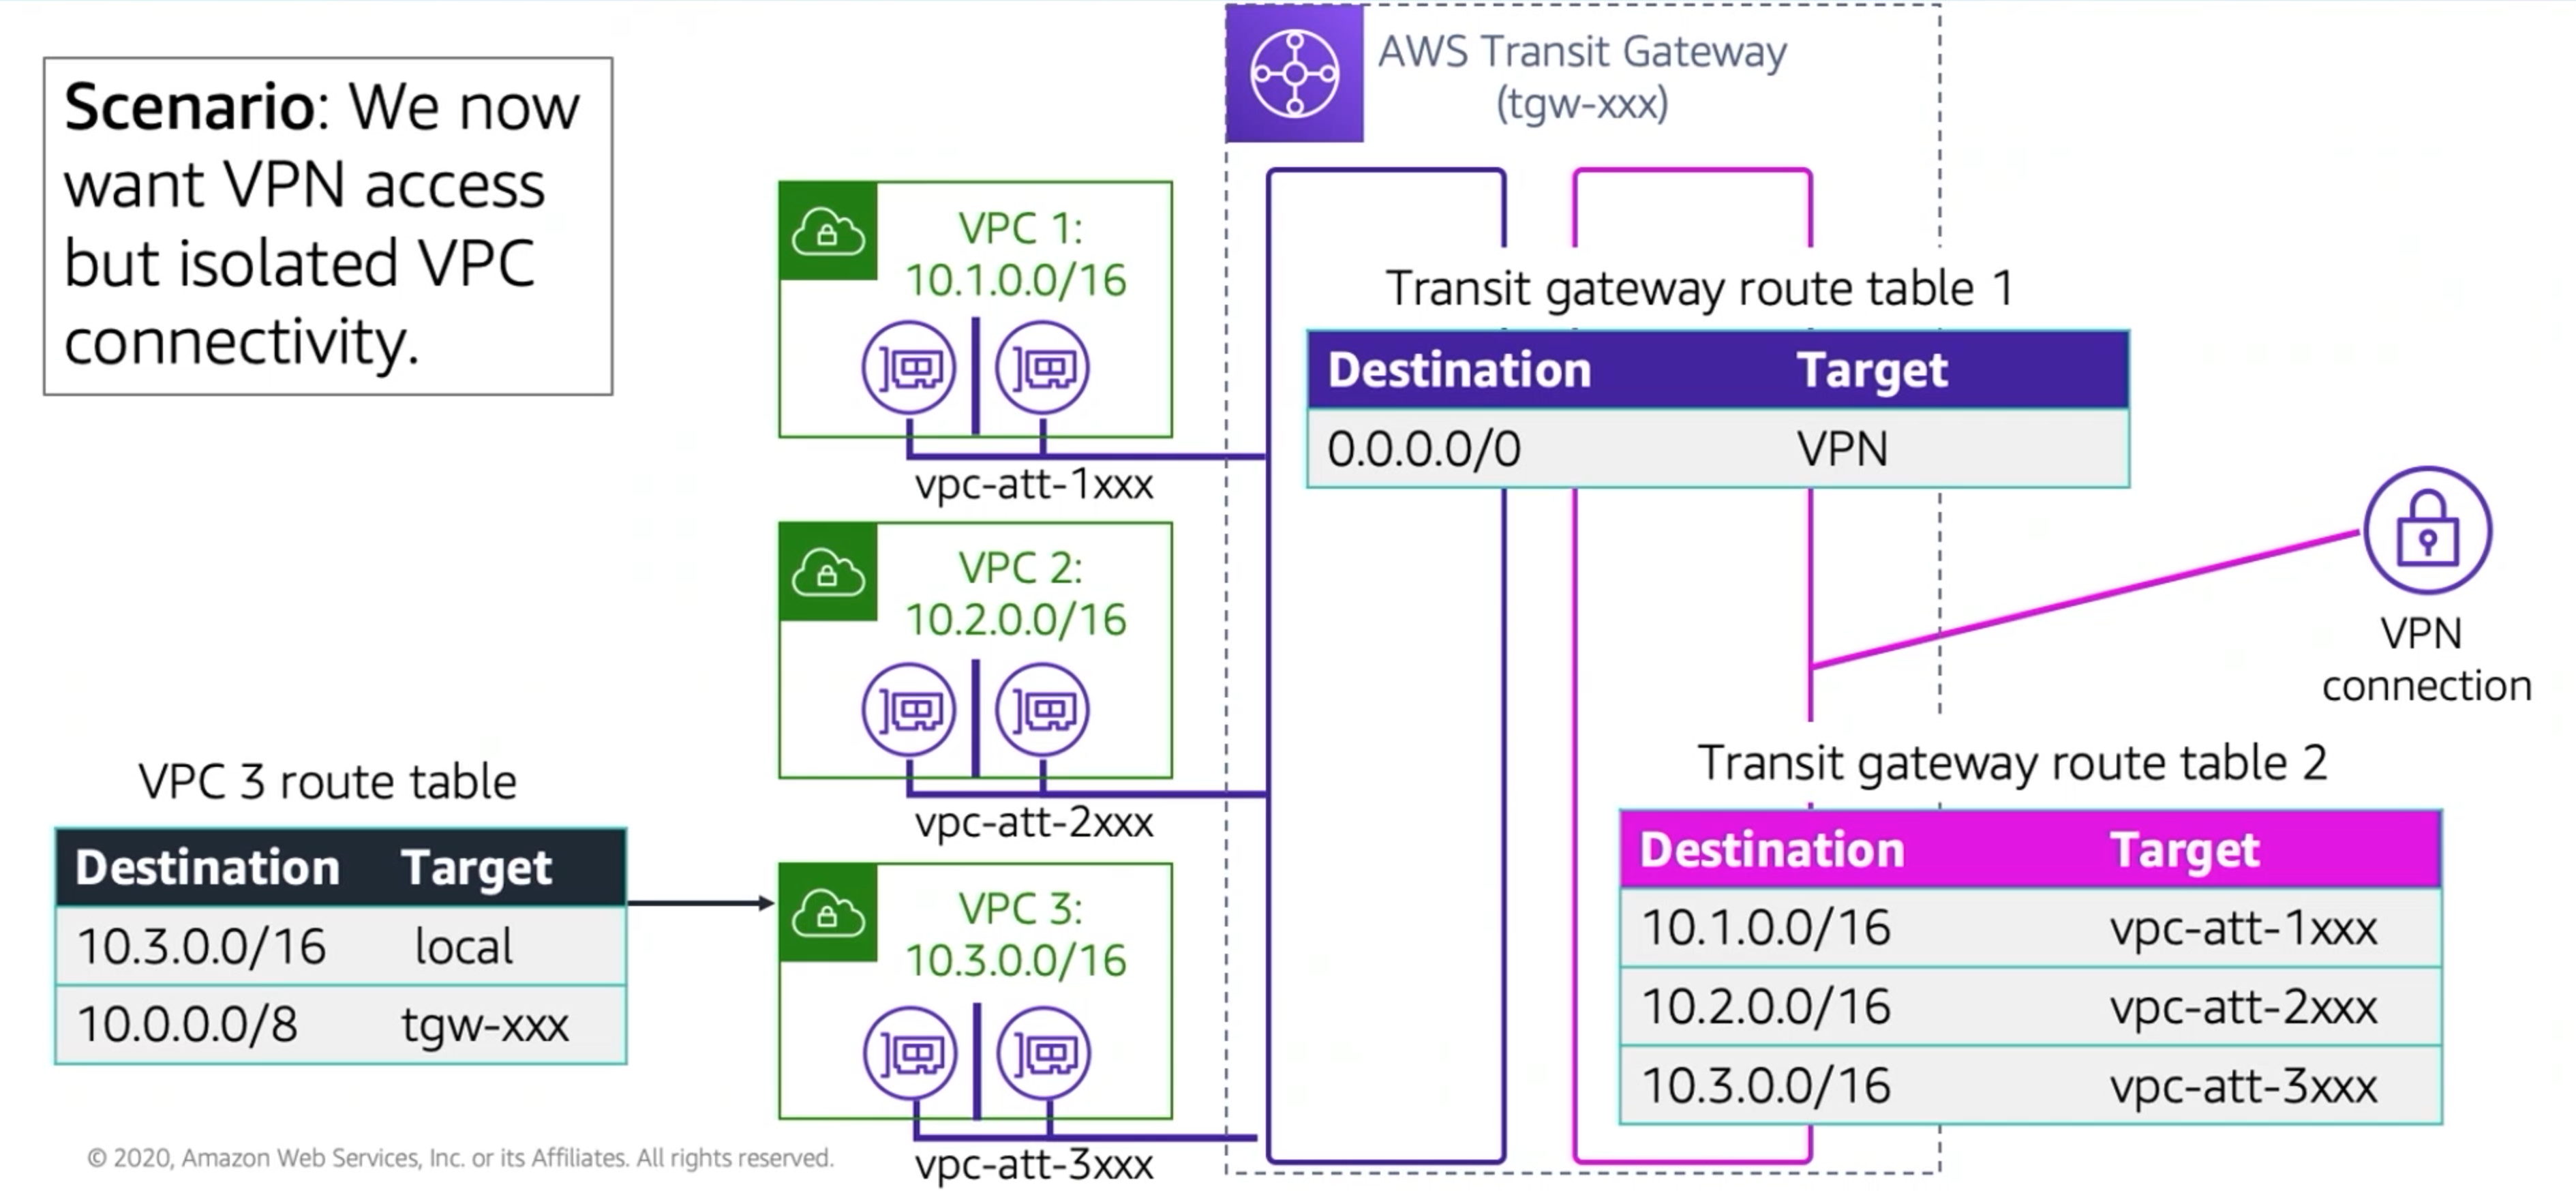 Scenario: We now
want VPN access
but isolated VPC
connectivity.
AWS Transit Gateway
(tgw-xxx)
VPC 1:
10.1.0.0/16
vpc-att-1xxx
VPC 2:
10.2.0.0/16
vpc-att-2xxx
VPC 3:
10.3.0.0/16
vpc-att-3xxx
Transit gateway route table 1
Destination Target
0.0.0.0/0 VPN
VPN
connection
Transit gateway route table 2
Destination Target
10.1.0.0/16 vpc-att-1xxx
10.2.0.0/16 vpc-att-2xxx
10.3.0.0/16 vpc-att-3xxx
VPC 3 route table
Destination Target
10.3.0.0/16 local
10.0.0.0/8 tgw-xxx
© 2020, Amazon Web Services, Inc. or its Affiliates. All rights reserved.